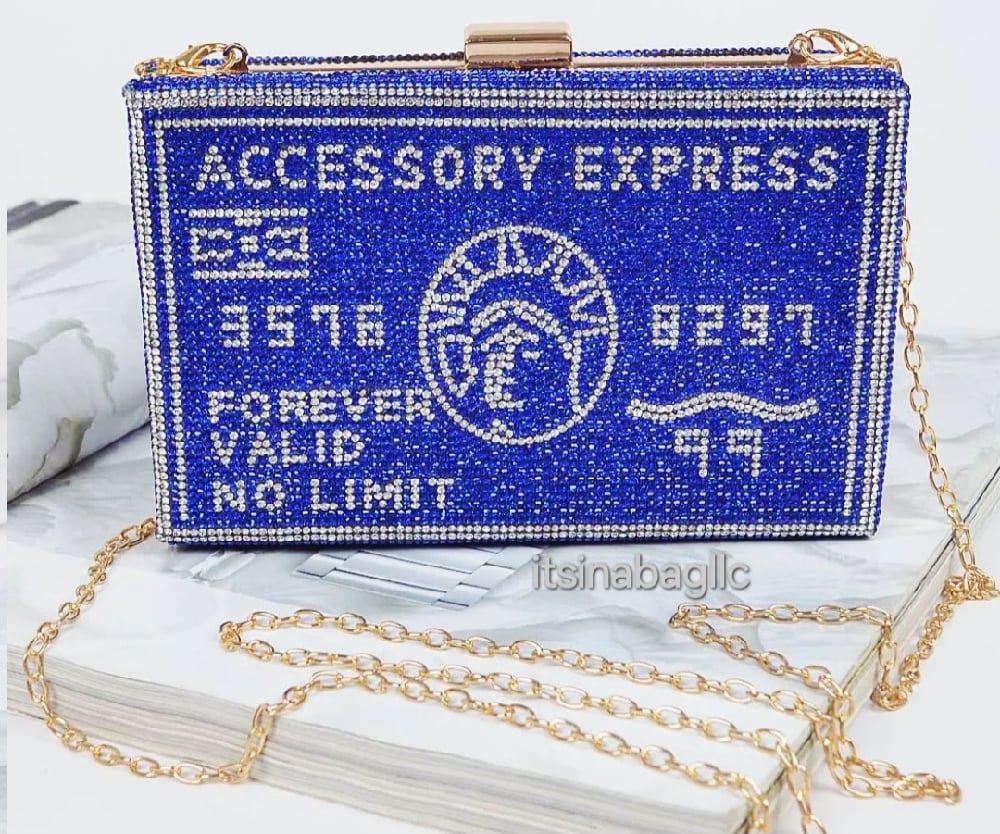 ACCESSORY EXPRESS
3576
8297
FOREVER
VALID
NO LIMIT
99
itsinabagllc